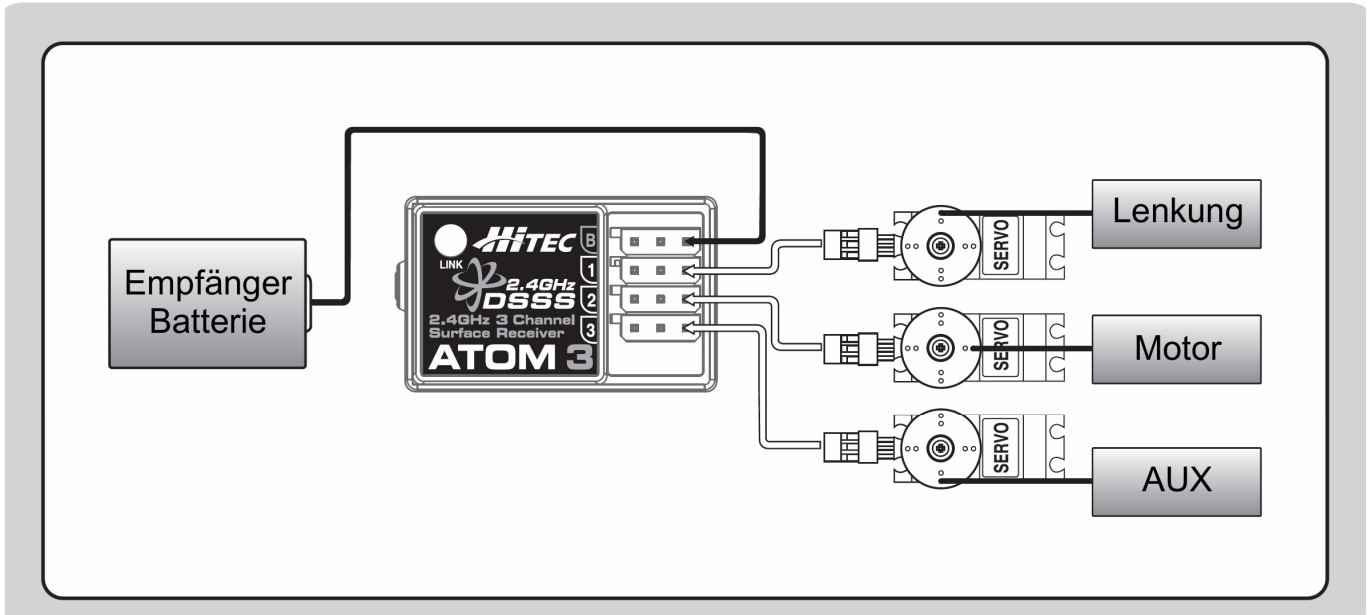 Empfänger
Batterie
HiTEC
LINK
2.4GHz
DSSS
2.4GHz 3 Channel
Surface Receiver
ATOM 3
B
1
2
3
SERVO
Lenkung
SERVO
Motor
SERVO
AUX